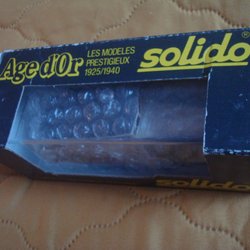 Age d'Or
LES MODELES
PRESTIGIEUX
1925/1940
solido®